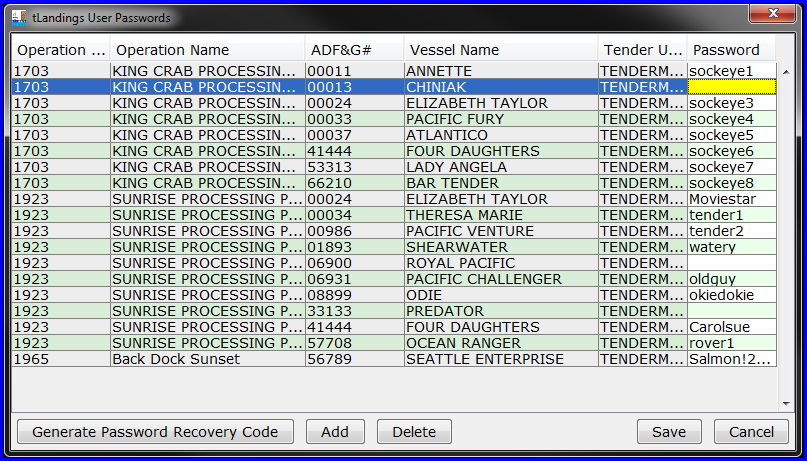 tLandings User Passwords
Operation ... Operation Name ADF&G# Vessel Name Tender U... Password
1703 KING CRAB PROCESSIN... 00011 ANNETTE TENDERM... sockeye1
1703 KING CRAB PROCESSIN... 00013 CHINIAK TENDERM...
1703 KING CRAB PROCESSIN... 00024 ELIZABETH TAYLOR TENDERM... sockeye3
1703 KING CRAB PROCESSIN... 00033 PACIFIC FURY TENDERM... sockeye4
1703 KING CRAB PROCESSIN... 00037 ATLANTICO TENDERM... sockeye5
1703 KING CRAB PROCESSIN... 41444 FOUR DAUGHTERS TENDERM... sockeye6
1703 KING CRAB PROCESSIN... 53313 LADY ANGELA TENDERM... sockeye7
1703 KING CRAB PROCESSIN... 66210 BAR TENDER TENDERM... sockeye8
1923 SUNRISE PROCESSING P... 00024 ELIZABETH TAYLOR TENDERM... Moviestar
1923 SUNRISE PROCESSING P... 00034 THERESA MARIE TENDERM... tender1
1923 SUNRISE PROCESSING P... 00986 PACIFIC VENTURE TENDERM... tender2
1923 SUNRISE PROCESSING P... 01893 SHEARWATER TENDERM... watery
1923 SUNRISE PROCESSING P... 06900 ROYAL PACIFIC TENDERM...
1923 SUNRISE PROCESSING P... 06931 PACIFIC CHALLENGER TENDERM... oldguy
1923 SUNRISE PROCESSING P... 08899 ODIE TENDERM... okiedokie
1923 SUNRISE PROCESSING P... 33133 PREDATOR TENDERM...
1923 SUNRISE PROCESSING P... 41444 FOUR DAUGHTERS TENDERM... Carolsue
1923 SUNRISE PROCESSING P... 57708 OCEAN RANGER TENDERM... rover1
1965 Back Dock Sunset 56789 SEATTLE ENTERPRISE TENDERM... Salmon!2...
Generate Password Recovery Code Add Delete Save Cancel